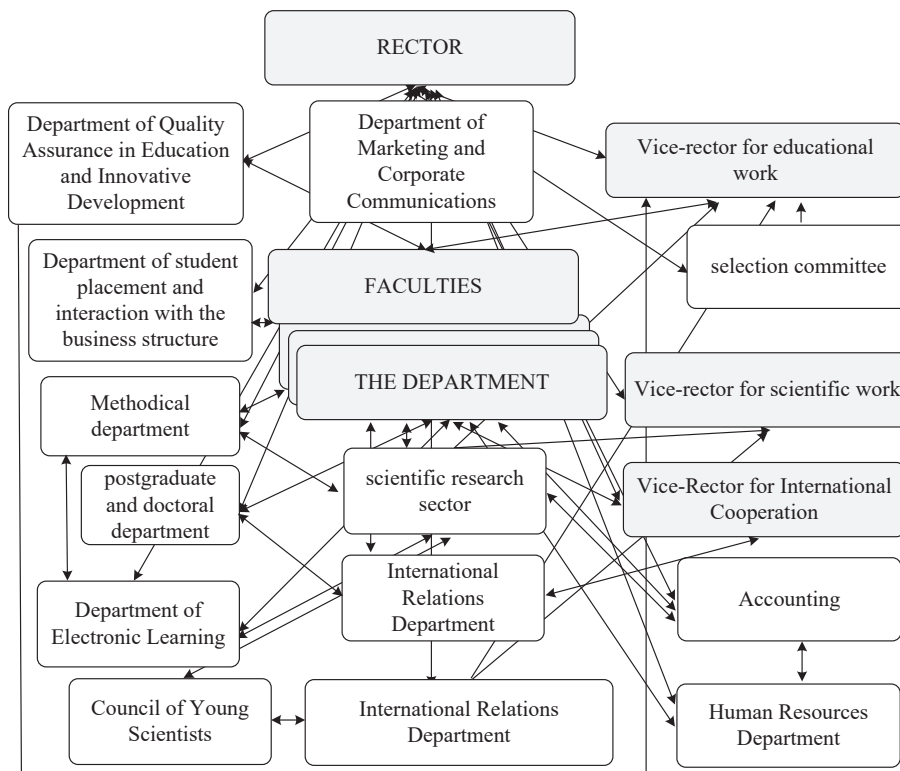 RECTOR
Department of Quality
Assurance in Education
and Innovative
Development
Department of
Marketing and
Corporate
Communications
Vice-rector for educational
work
Department of student
placement and
interaction with the
business structure
FACULTIES
selection committee
THE DEPARTMENT
Methodical
department
Vice-rector for scientific work
postgraduate
and doctoral
department
scientific research
sector
Vice-Rector for International
Cooperation
Department of
Electronic Learning
International
Relations
Department
Accounting
Council of Young
Scientists
International Relations
Department
Human Resources
Department